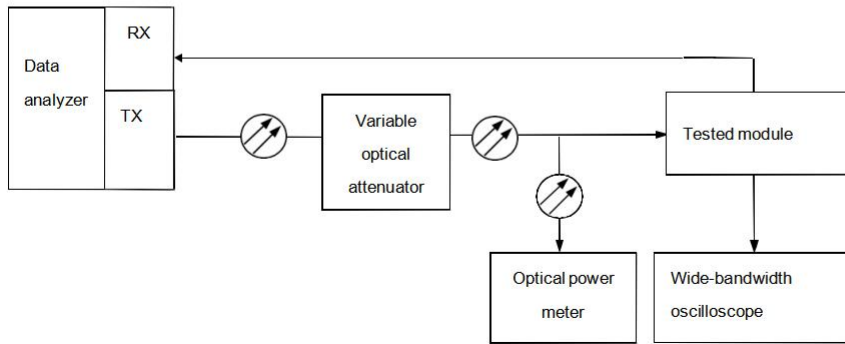 RX
Data
analyzer
TX
Variable
optical
attenuator
Tested module
Optical power
meter
Wide-bandwidth
oscilloscope